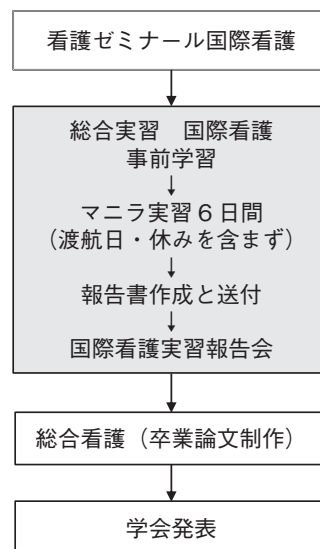 看護ゼミナール国際看護
総合実習　国際看護
事前学習
マニラ実習６日間
（渡航日・休みを含まず）
報告書作成と送付
国際看護実習報告会
総合看護（卒業論文制作）
学会発表